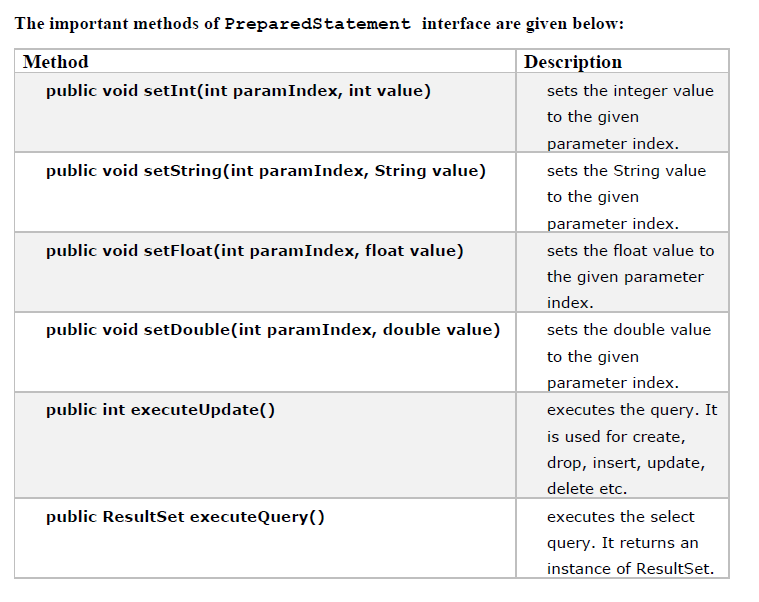 The important methods of PreparedStatement interface are given below:
Method Description
public void setInt(int paramIndex, int value) sets the integer value
to the given
parameter index.
public void setString(int paramIndex, String value) sets the String value
to the given
parameter index.
public void setFloat(int paramIndex, float value) sets the float value to
the given parameter
index.
public void setDouble(int paramIndex, double value) sets the double value
to the given
parameter index.
public int executeUpdate() executes the query. It
is used for create,
drop, insert, update,
delete etc.
public ResultSet executeQuery() executes the select
query. It returns an
instance of ResultSet.